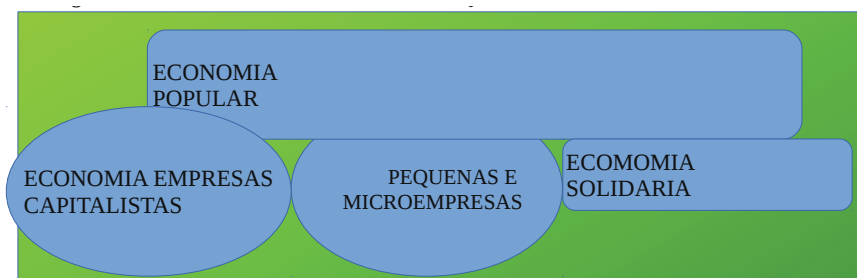 ECONOMIA
POPULAR
ECONOMIA EMPRESAS
CAPITALISTAS
PEQUENAS E
MICROEMPRESAS
ECOMOMIA
SOLIDARIA